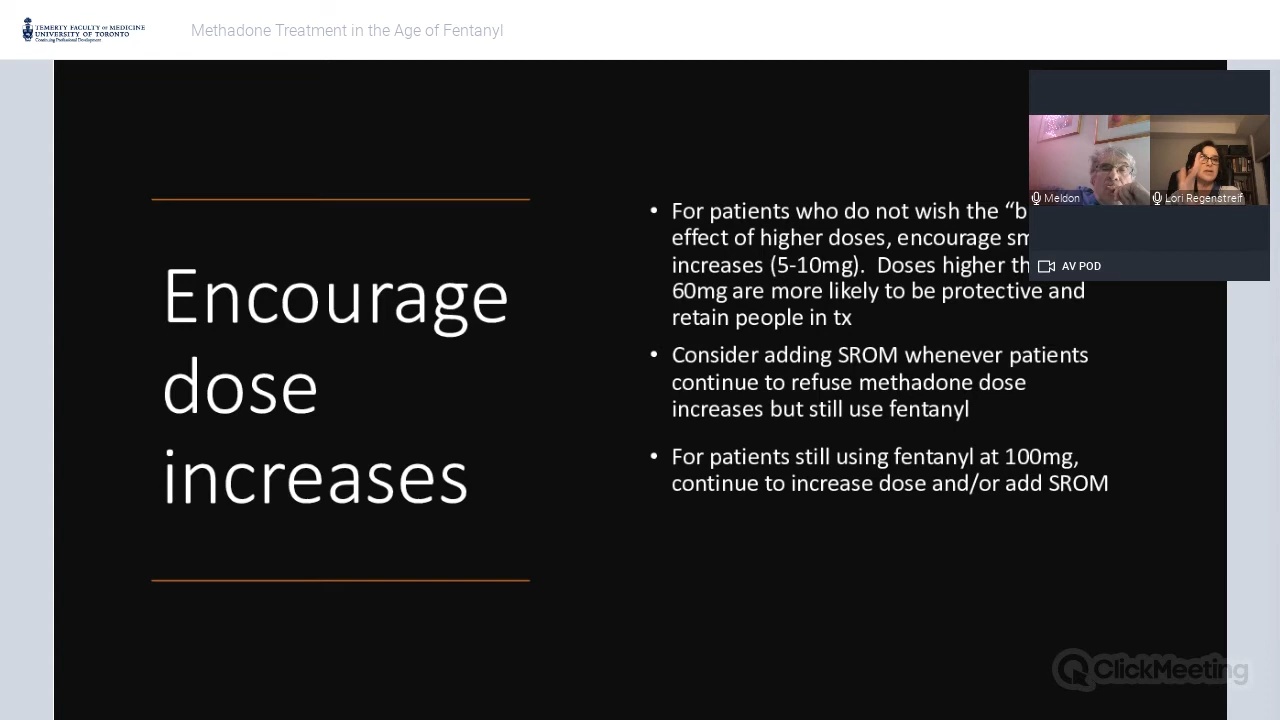 TEMERTY FACULTY OF MEDICINE
UNIVERSITY OF TORONTO
Continuing Professional Development
Methadone Treatment in the Age of Fentanyl
Encourage
dose
increases
• For patients who do not wish the “b
effect of higher doses, encourage sm
increases (5-10mg). Doses higher th
60mg are more likely to be protective and
retain people in tx
• Consider adding SROM whenever patients
continue to refuse methadone dose
increases but still use fentanyl
• For patients still using fentanyl at 100mg,
continue to increase dose and/or add SROM
Meldon
Lori Regenstreif
AV POD
ClickMeeting